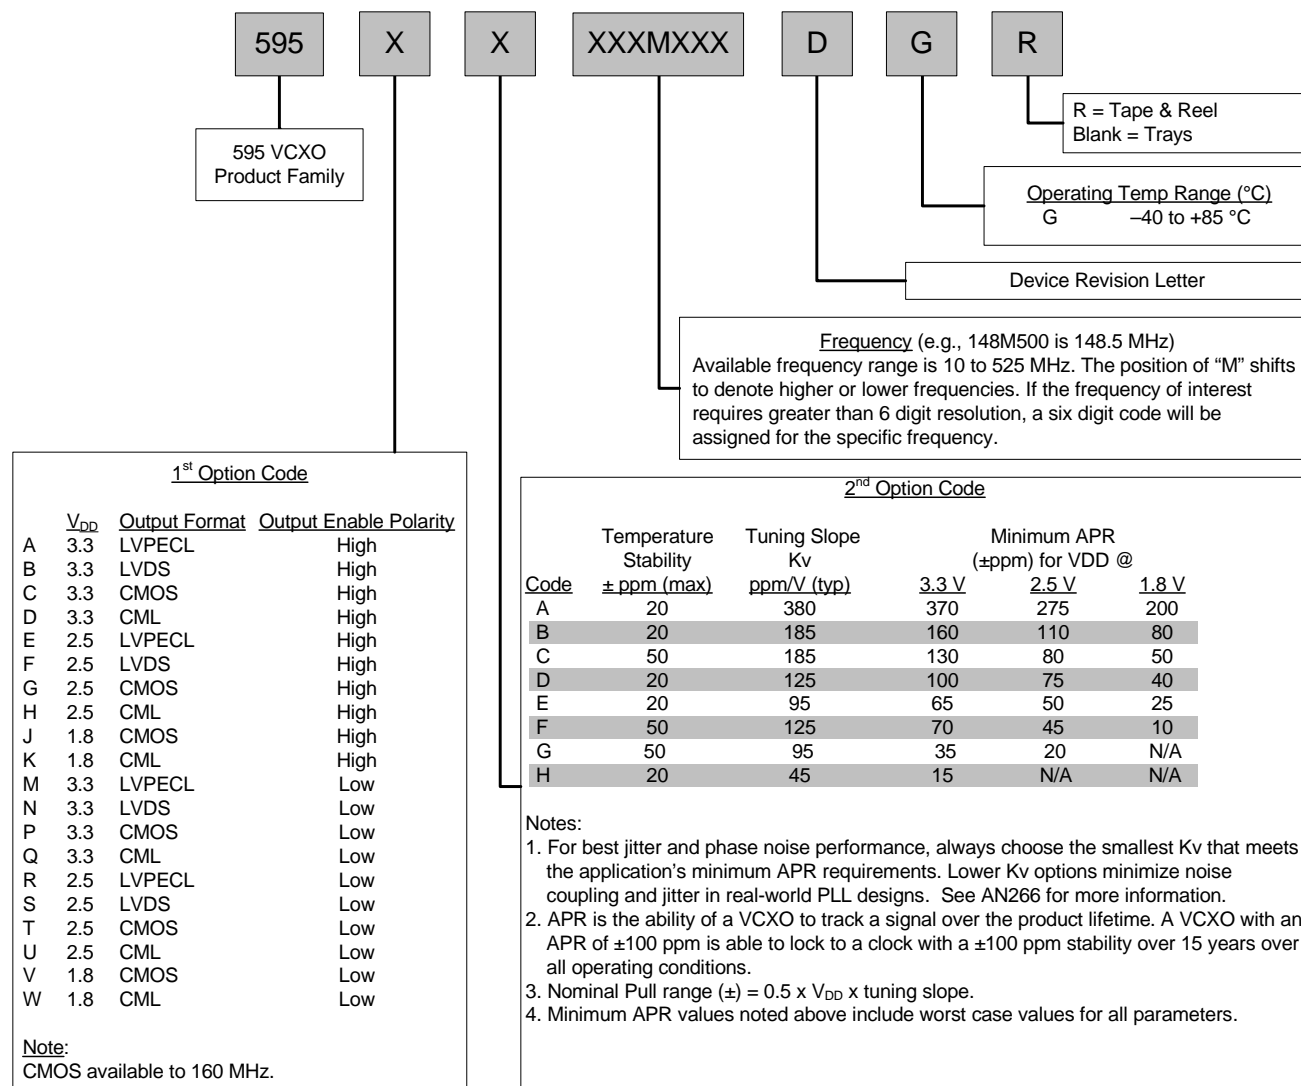 595 X X XXXMXXX D G R
R = Tape & Reel
Blank = Trays
595 VCXO
Product Family
Operating Temp Range (°C)
G –40 to +85 °C
Device Revision Letter
Frequency (e.g., 148M500 is 148.5 MHz)
Available frequency range is 10 to 525 MHz. The position of “M” shifts
to denote higher or lower frequencies. If the frequency of interest
requires greater than 6 digit resolution, a six digit code will be
assigned for the specific frequency.
1st Option Code
VDD Output Format Output Enable Polarity
A 3.3 LVPECL High
B 3.3 LVDS High
C 3.3 CMOS High
D 3.3 CML High
E 2.5 LVPECL High
F 2.5 LVDS High
G 2.5 CMOS High
H 2.5 CML High
J 1.8 CMOS High
K 1.8 CML High
M 3.3 LVPECL Low
N 3.3 LVDS Low
P 3.3 CMOS Low
Q 3.3 CML Low
R 2.5 LVPECL Low
S 2.5 LVDS Low
T 2.5 CMOS Low
U 2.5 CML Low
V 1.8 CMOS Low
W 1.8 CML Low
Note:
CMOS available to 160 MHz.
2nd Option Code
Temperature Tuning Slope Minimum APR
Stability Kv (±ppm) for VDD @
Code ± ppm (max) ppm/V (typ) 3.3 V 2.5 V 1.8 V
A 20 380 370 275 200
B 20 185 160 110 80
C 50 185 130 80 50
D 20 125 100 75 40
E 20 95 65 50 25
F 50 125 70 45 10
G 50 95 35 20 N/A
H 20 45 15 N/A N/A
Notes:
1. For best jitter and phase noise performance, always choose the smallest Kv that meets
the application’s minimum APR requirements. Lower Kv options minimize noise
coupling and jitter in real-world PLL designs. See AN266 for more information.
2. APR is the ability of a VCXO to track a signal over the product lifetime. A VCXO with an
APR of ±100 ppm is able to lock to a clock with a ±100 ppm stability over 15 years over
all operating conditions.
3. Nominal Pull range (±) = 0.5 x VDD x tuning slope.
4. Minimum APR values noted above include worst case values for all parameters.